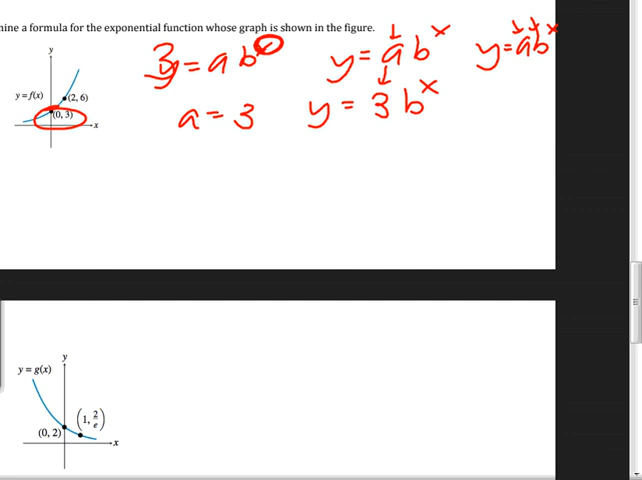 mine a formula for the exponential function whose graph is shown in the figure.
y
y = f(x)
(2, 6)
(0, 3)
x
3
y = a b
y = a b^x
y = a b^x
a = 3
y = 3 b^x
y = g(x)
y
(1, 2/e)
(0, 2)
x